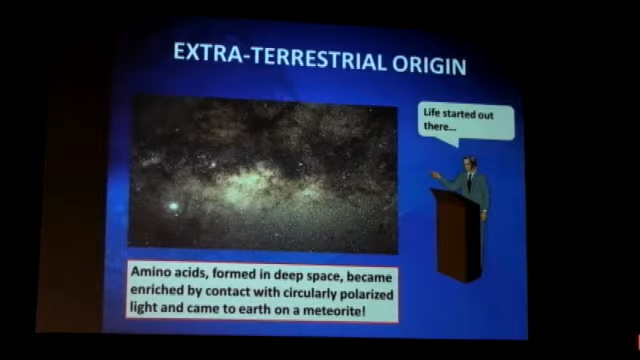 EXTRA-TERRESTRIAL ORIGIN
Life started out
there...
Amino acids, formed in deep space, became
enriched by contact with circularly polarized
light and came to earth on a meteorite!